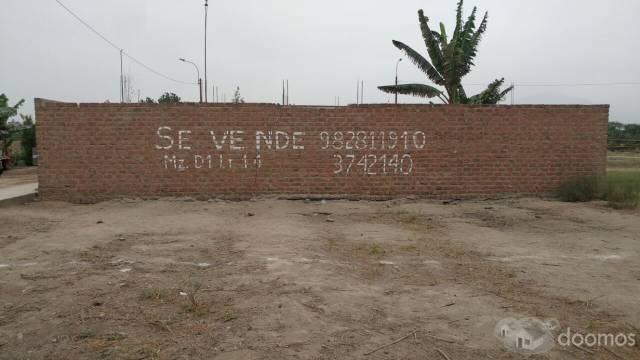 SE VENDE 982811910
Mz. D1 Lt 14 3742140
doomos